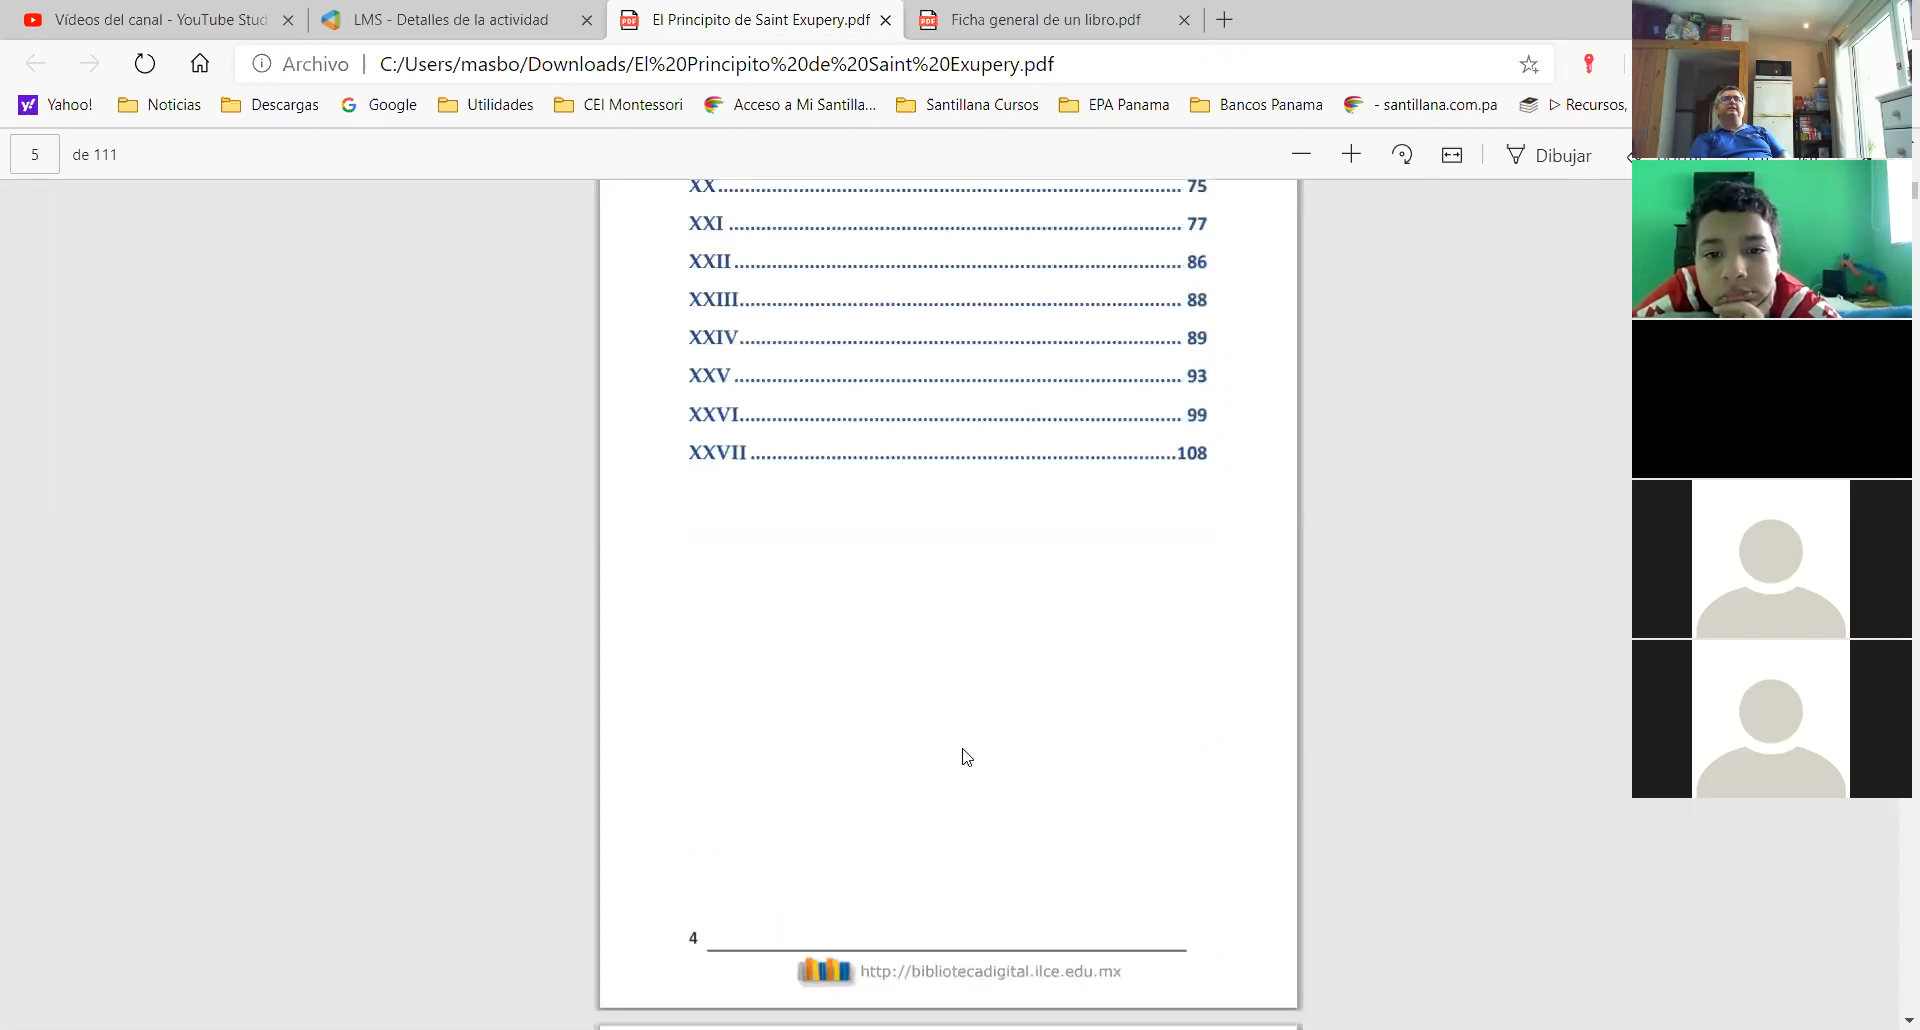 Vídeos del canal - YouTube Stud
LMS - Detalles de la actividad
El Principito de Saint Exupery.pdf
Ficha general de un libro.pdf
Archivo
C:/Users/masbo/Downloads/El%20Principito%20de%20Saint%20Exupery.pdf
Yahoo!
Noticias
Descargas
Google
Utilidades
CEI Montessori
Acceso a Mi Santilla...
Santillana Cursos
EPA Panama
Bancos Panama
- santillana.com.pa
Recursos,
5 de 111
Dibujar
XX........................................................................................ 75
XXI ...................................................................................... 77
XXII ..................................................................................... 86
XXIII.................................................................................... 88
XXIV.................................................................................... 89
XXV ..................................................................................... 93
XXVI.................................................................................... 99
XXVII ..................................................................................108
4
http://bibliotecadigital.ilce.edu.mx